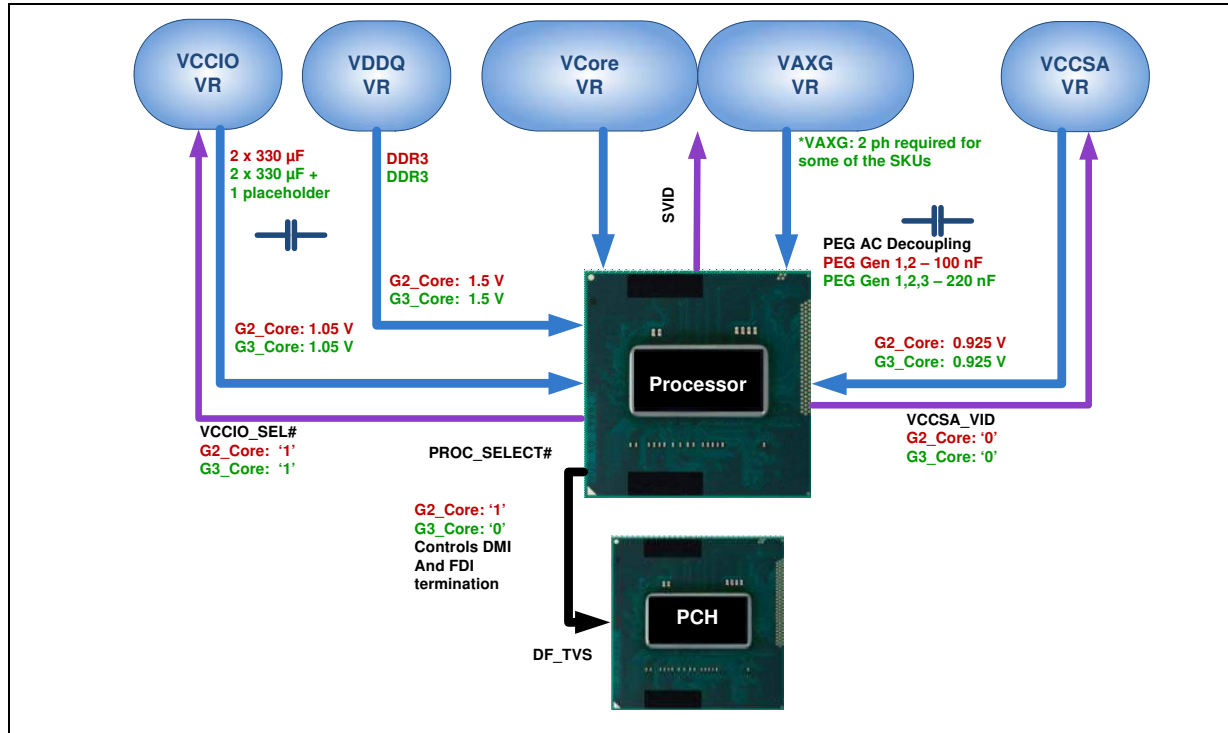 VCCIO
VR
VDDQ
VR
VCore
VR
VAXG
VR
VCCSA
VR
2 x 330 µF
2 x 330 µF +
1 placeholder
DDR3
DDR3
SVID
*VAXG: 2 ph required for
some of the SKUs
PEG AC Decoupling
PEG Gen 1,2 – 100 nF
PEG Gen 1,2,3 – 220 nF
G2_Core: 1.5 V
G3_Core: 1.5 V
G2_Core: 1.05 V
G3_Core: 1.05 V
G2_Core: 0.925 V
G3_Core: 0.925 V
Processor
VCCIO_SEL#
G2_Core: ‘1’
G3_Core: ‘1’
PROC_SELECT#
VCCSA_VID
G2_Core: ‘0’
G3_Core: ‘0’
G2_Core: ‘1’
G3_Core: ‘0’
Controls DMI
And FDI
termination
PCH
DF_TVS